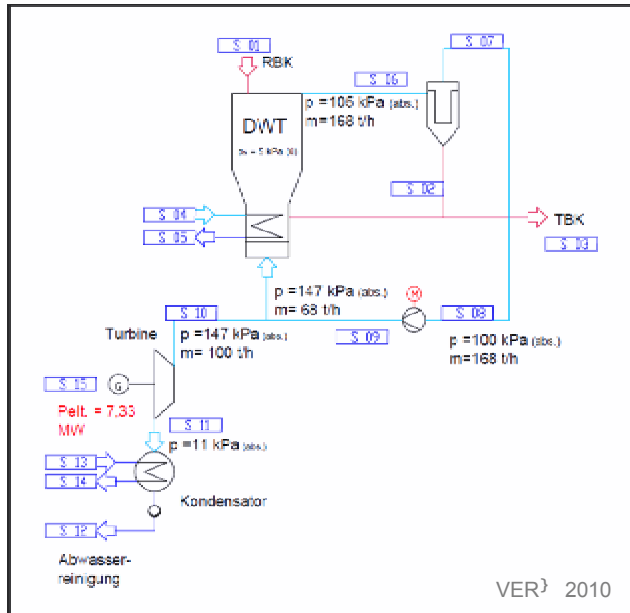 S 01
RBK
S 07
S 06
p =105 kPa (abs.)
m=168 t/h
DWT
S 02
S 04
S 05
TBK
S 03
p =147 kPa (abs.)
m= 68 t/h
M
S 10
S 08
Turbine
p =147 kPa (abs.)
m= 100 t/h
S 09
p =100 kPa (abs.)
m=168 t/h
S 15
G
Pelt. = 7.33
MW
S 11
p =11 kPa (abs.)
S 13
S 14
Kondensator
S 12
Abwasser-
reinigung
VER} 2010